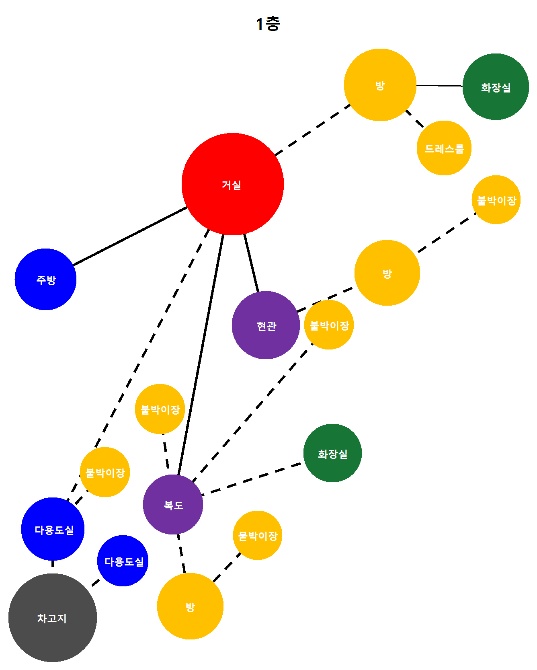 1층
방
화장실
드레스룸
거실
붙박이장
주방
방
현관
붙박이장
붙박이장
화장실
붙박이장
복도
다용도실
붙박이장
다용도실
방
차고지